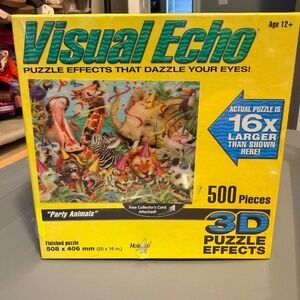 Visual Echo
Age 12+
PUZZLE EFFECTS THAT DAZZLE YOUR EYES!
ACTUAL PUZZLE IS
16x
LARGER
THAN SHOWN
HERE!
500 Pieces
"Party Animals"
Free Collector's Card
Attached!
3D
PUZZLE
EFFECTS
Finished puzzle
508 x 406 mm (20 x 16 in.)